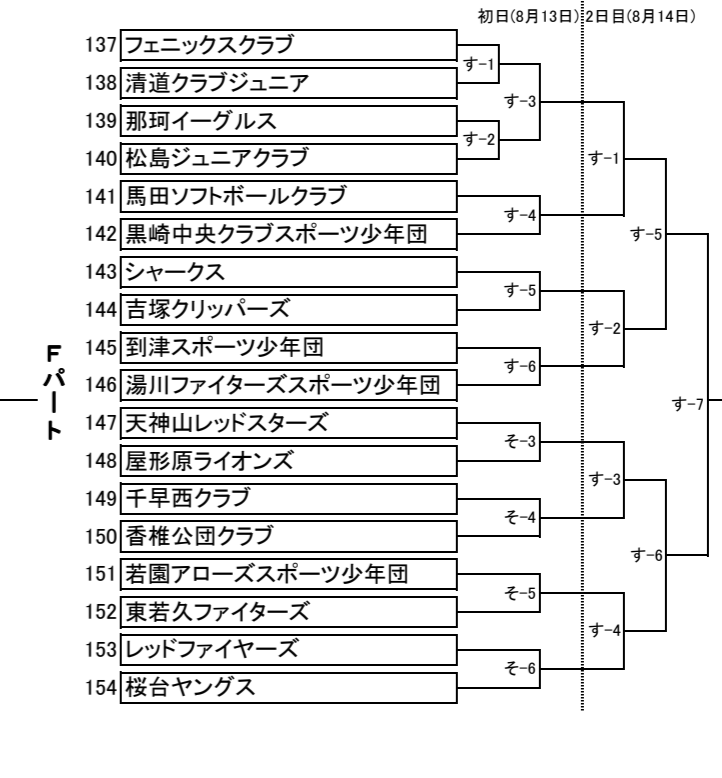 初日(8月13日) 2日目(8月14日)
137 フェニックスクラブ
す-1
138 清道クラブジュニア
す-3
139 那珂イーグルス
す-2
140 松島ジュニアクラブ
す-1
141 馬田ソフトボールクラブ
す-4
142 黒崎中央クラブスポーツ少年団
す-5
143 シャークス
す-5
144 吉塚クリッパーズ
す-2
145 到津スポーツ少年団
す-6
146 湯川ファイターズスポーツ少年団
Fパート
す-7
147 天神山レッドスターズ
そ-3
148 屋形原ライオンズ
す-3
149 千早西クラブ
そ-4
150 香椎公団クラブ
す-6
151 若園アローズスポーツ少年団
そ-5
152 東若久ファイターズ
す-4
153 レッドファイヤーズ
そ-6
154 桜台ヤングス